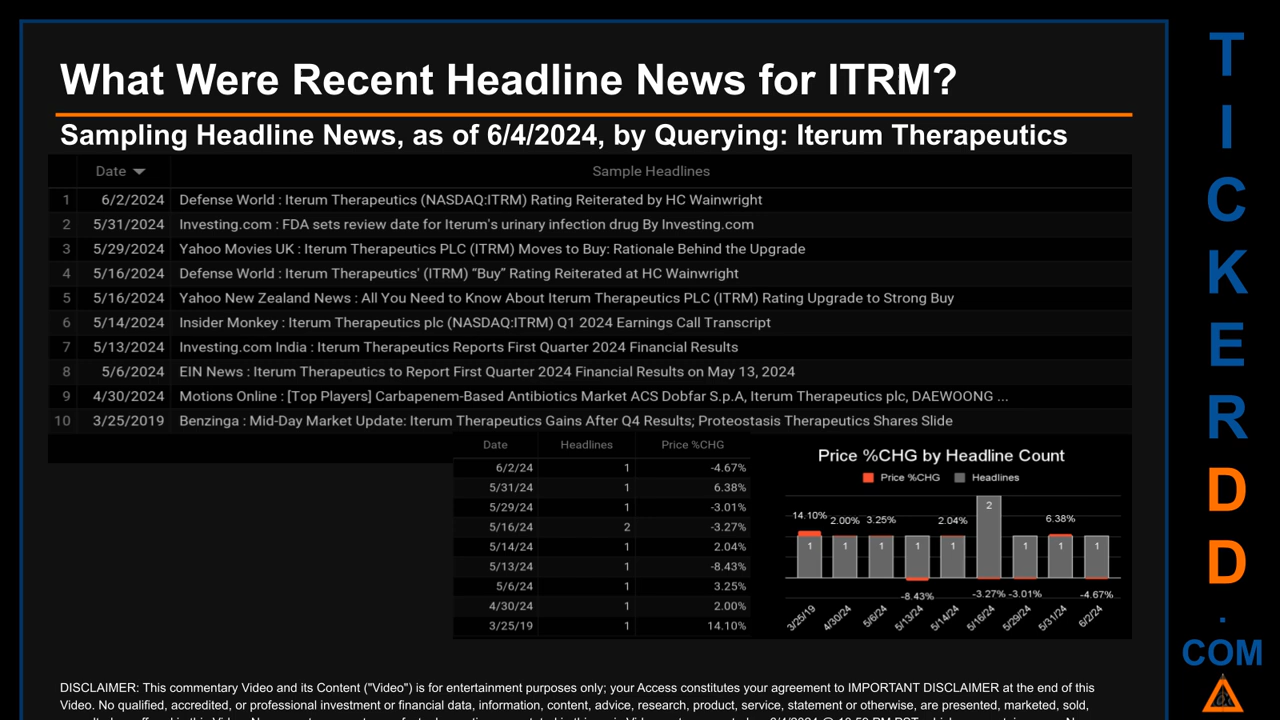 What Were Recent Headline News for ITRM?
Sampling Headline News, as of 6/4/2024, by Querying: Iterum Therapeutics
Date Sample Headlines
1 6/2/2024 Defense World : Iterum Therapeutics (NASDAQ:ITRM) Rating Reiterated by HC Wainwright
2 5/31/2024 Investing.com : FDA sets review date for Iterum's urinary infection drug By Investing.com
3 5/29/2024 Yahoo Movies UK : Iterum Therapeutics PLC (ITRM) Moves to Buy: Rationale Behind the Upgrade
4 5/16/2024 Defense World : Iterum Therapeutics' (ITRM) “Buy” Rating Reiterated at HC Wainwright
5 5/16/2024 Yahoo New Zealand News : All You Need to Know About Iterum Therapeutics PLC (ITRM) Rating Upgrade to Strong Buy
6 5/14/2024 Insider Monkey : Iterum Therapeutics plc (NASDAQ:ITRM) Q1 2024 Earnings Call Transcript
7 5/13/2024 Investing.com India : Iterum Therapeutics Reports First Quarter 2024 Financial Results
8 5/6/2024 EIN News : Iterum Therapeutics to Report First Quarter 2024 Financial Results on May 13, 2024
9 4/30/2024 Motions Online : [Top Players] Carbapenem-Based Antibiotics Market ACS Dobfar S.p.A, Iterum Therapeutics plc, DAEWOONG ...
10 3/25/2019 Benzinga : Mid-Day Market Update: Iterum Therapeutics Gains After Q4 Results; Proteostasis Therapeutics Shares Slide
Date Headlines Price %CHG
6/2/24 1 -4.67%
5/31/24 1 6.38%
5/29/24 1 -3.01%
5/16/24 2 -3.27%
5/14/24 1 2.04%
5/13/24 1 -8.43%
5/6/24 1 3.25%
4/30/24 1 2.00%
3/25/19 1 14.10%
Price %CHG by Headline Count
Price %CHG Headlines
14.10% 2.00% 3.25% 2.04% 6.38%
1 1 1 1 1 2 1 1 1
-8.43% -3.27% -3.01% -4.67%
3/25/19 4/30/24 5/6/24 5/13/24 5/14/24 5/16/24 5/29/24 5/31/24 6/2/24
DISCLAIMER: This commentary Video and its Content ("Video") is for entertainment purposes only; your Access constitutes your agreement to IMPORTANT DISCLAIMER at the end of this
Video. No qualified, accredited, or professional investment or financial data, information, content, advice, research, product, service, statement or otherwise, are presented, marketed, sold,
T
I
C
K
E
R
D
D
.
COM